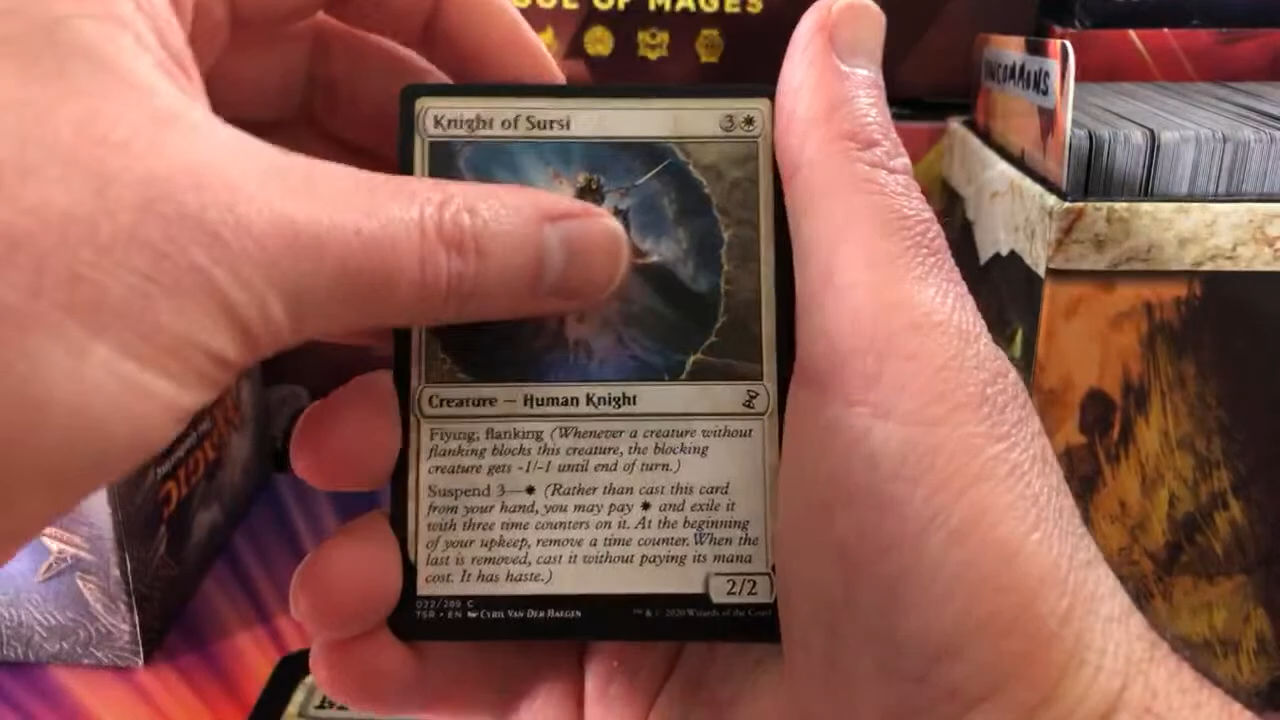 OF MAGES
UNCOMMONS
Knight of Sursi 3
Creature — Human Knight
Flying; flanking (Whenever a creature without
flanking blocks this creature, the blocking
creature gets -1/-1 until end of turn.)
Suspend 3— (Rather than cast this card
from your hand, you may pay and exile it
with three time counters on it. At the beginning
of your upkeep, remove a time counter. When the
last is removed, cast it without paying its mana
cost. It has haste.)
2/2
022/289 C
TSR • EN CYRIL VAN DER HAEGEN
™ & © 2020 Wizards of the Coast
MAGIC